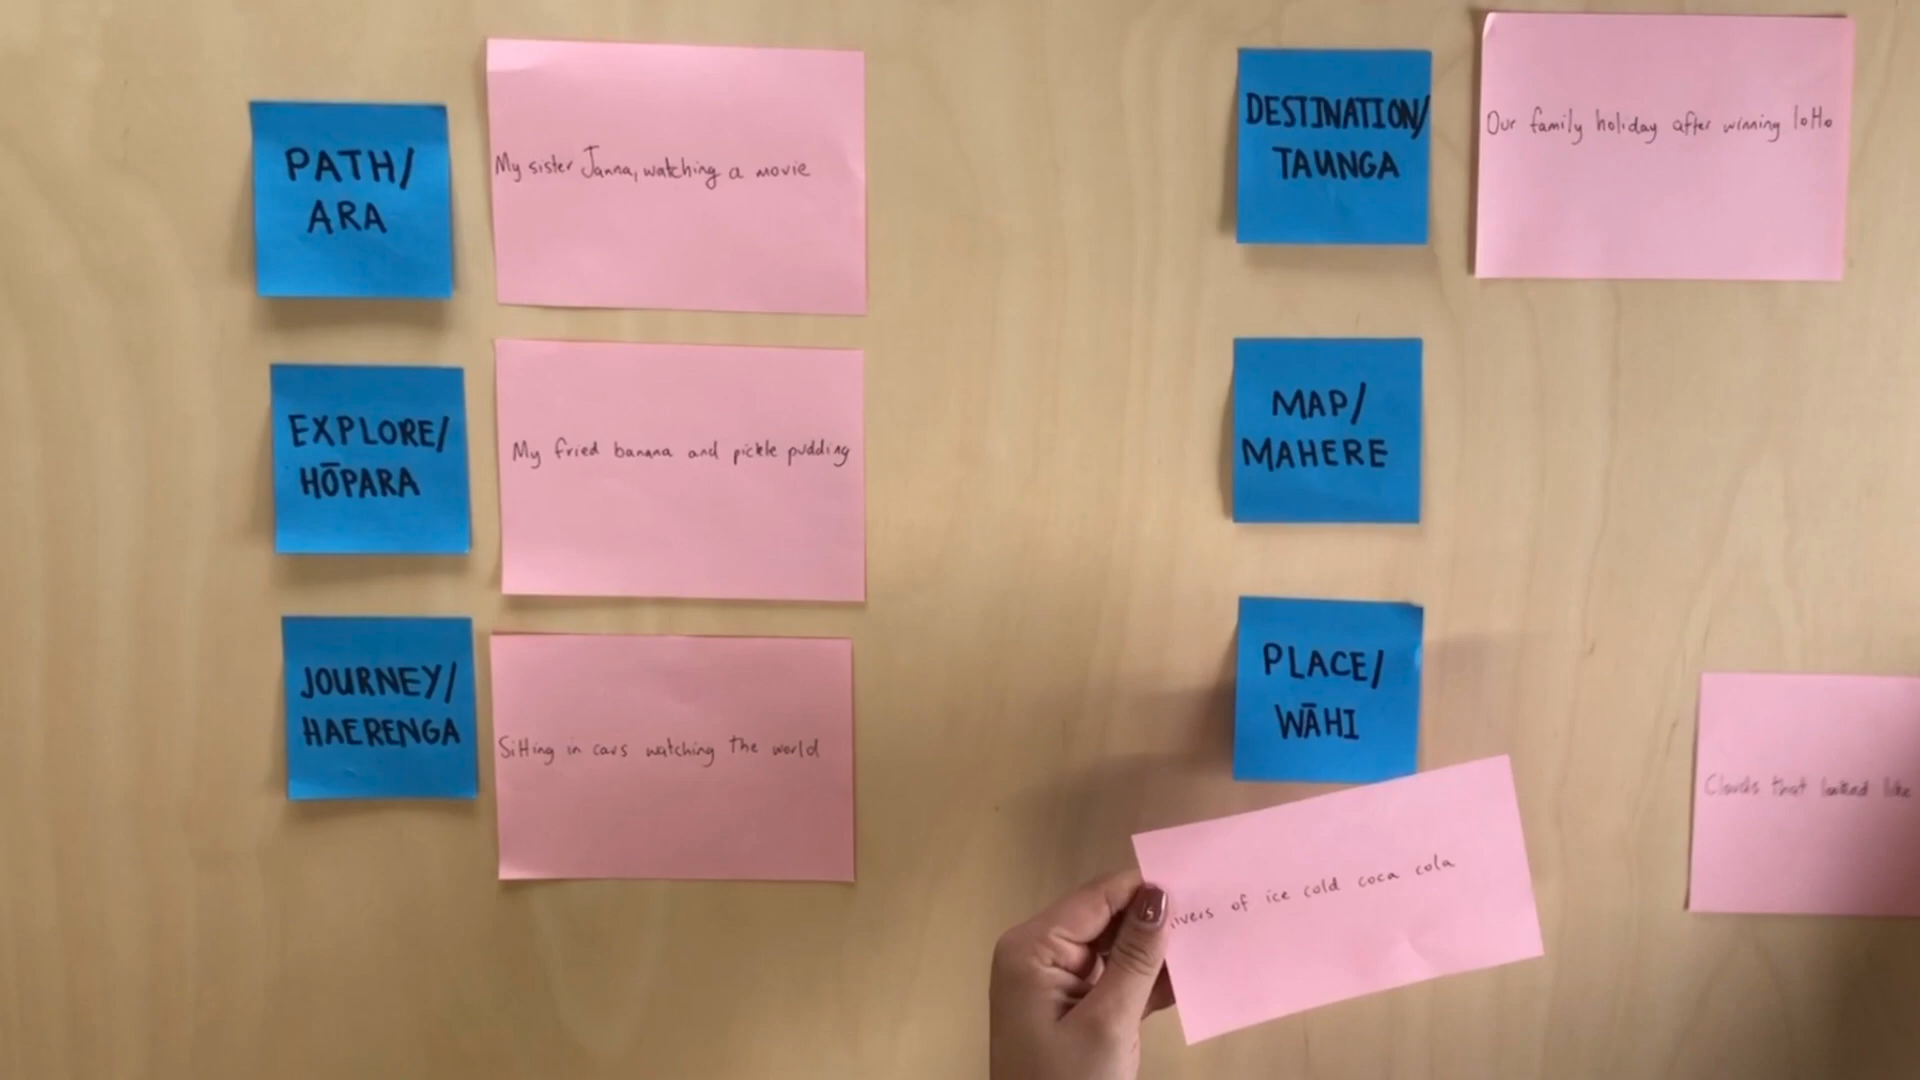 PATH/
ARA
My sister Janna, watching a movie
EXPLORE/
HŌPARA
My fried banana and pickle pudding
JOURNEY/
HAERENGA
Sitting in cars watching the world
DESTINATION/
TAUNGA
Our family holiday after winning lotto
MAP/
MAHERE
PLACE/
WĀHI
ivers of ice cold coca cola
Clouds that looked like